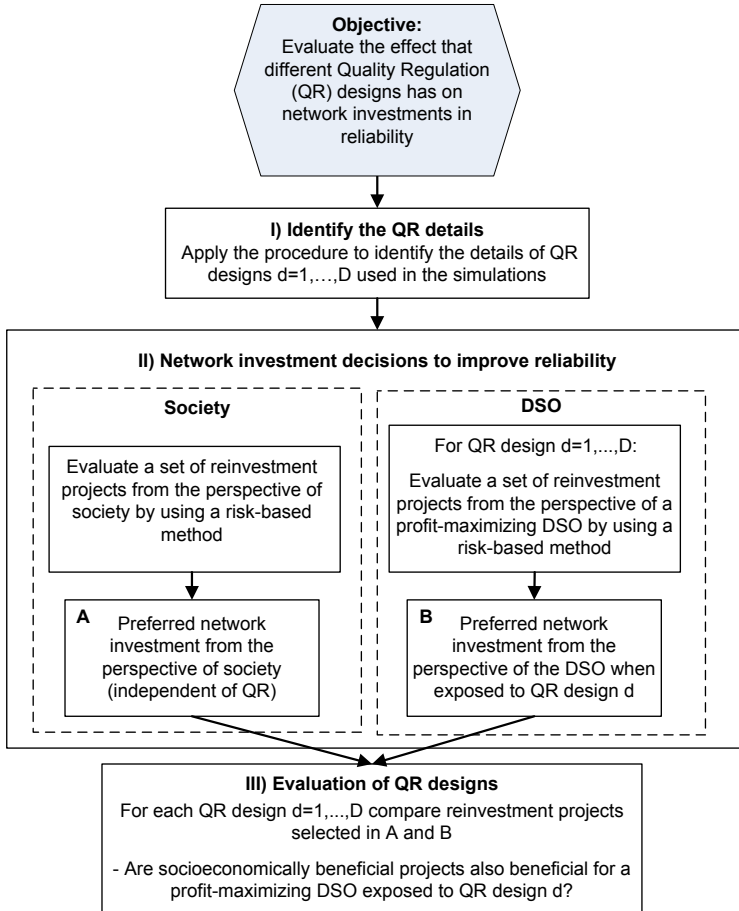 Objective:
Evaluate the effect that
different Quality Regulation
(QR) designs has on
network investments in
reliability
I) Identify the QR details
Apply the procedure to identify the details of QR
designs d=1,…,D used in the simulations
II) Network investment decisions to improve reliability
Society
Evaluate a set of reinvestment
projects from the perspective of
society by using a risk-based
method
A
Preferred network
investment from the
perspective of society
(independent of QR)
DSO
For QR design d=1,...,D:
Evaluate a set of reinvestment
projects from the perspective of a
profit-maximizing DSO by using a
risk-based method
B
Preferred network
investment from the
perspective of the DSO when
exposed to QR design d
III) Evaluation of QR designs
For each QR design d=1,...,D compare reinvestment projects
selected in A and B
- Are socioeconomically beneficial projects also beneficial for a
profit-maximizing DSO exposed to QR design d?